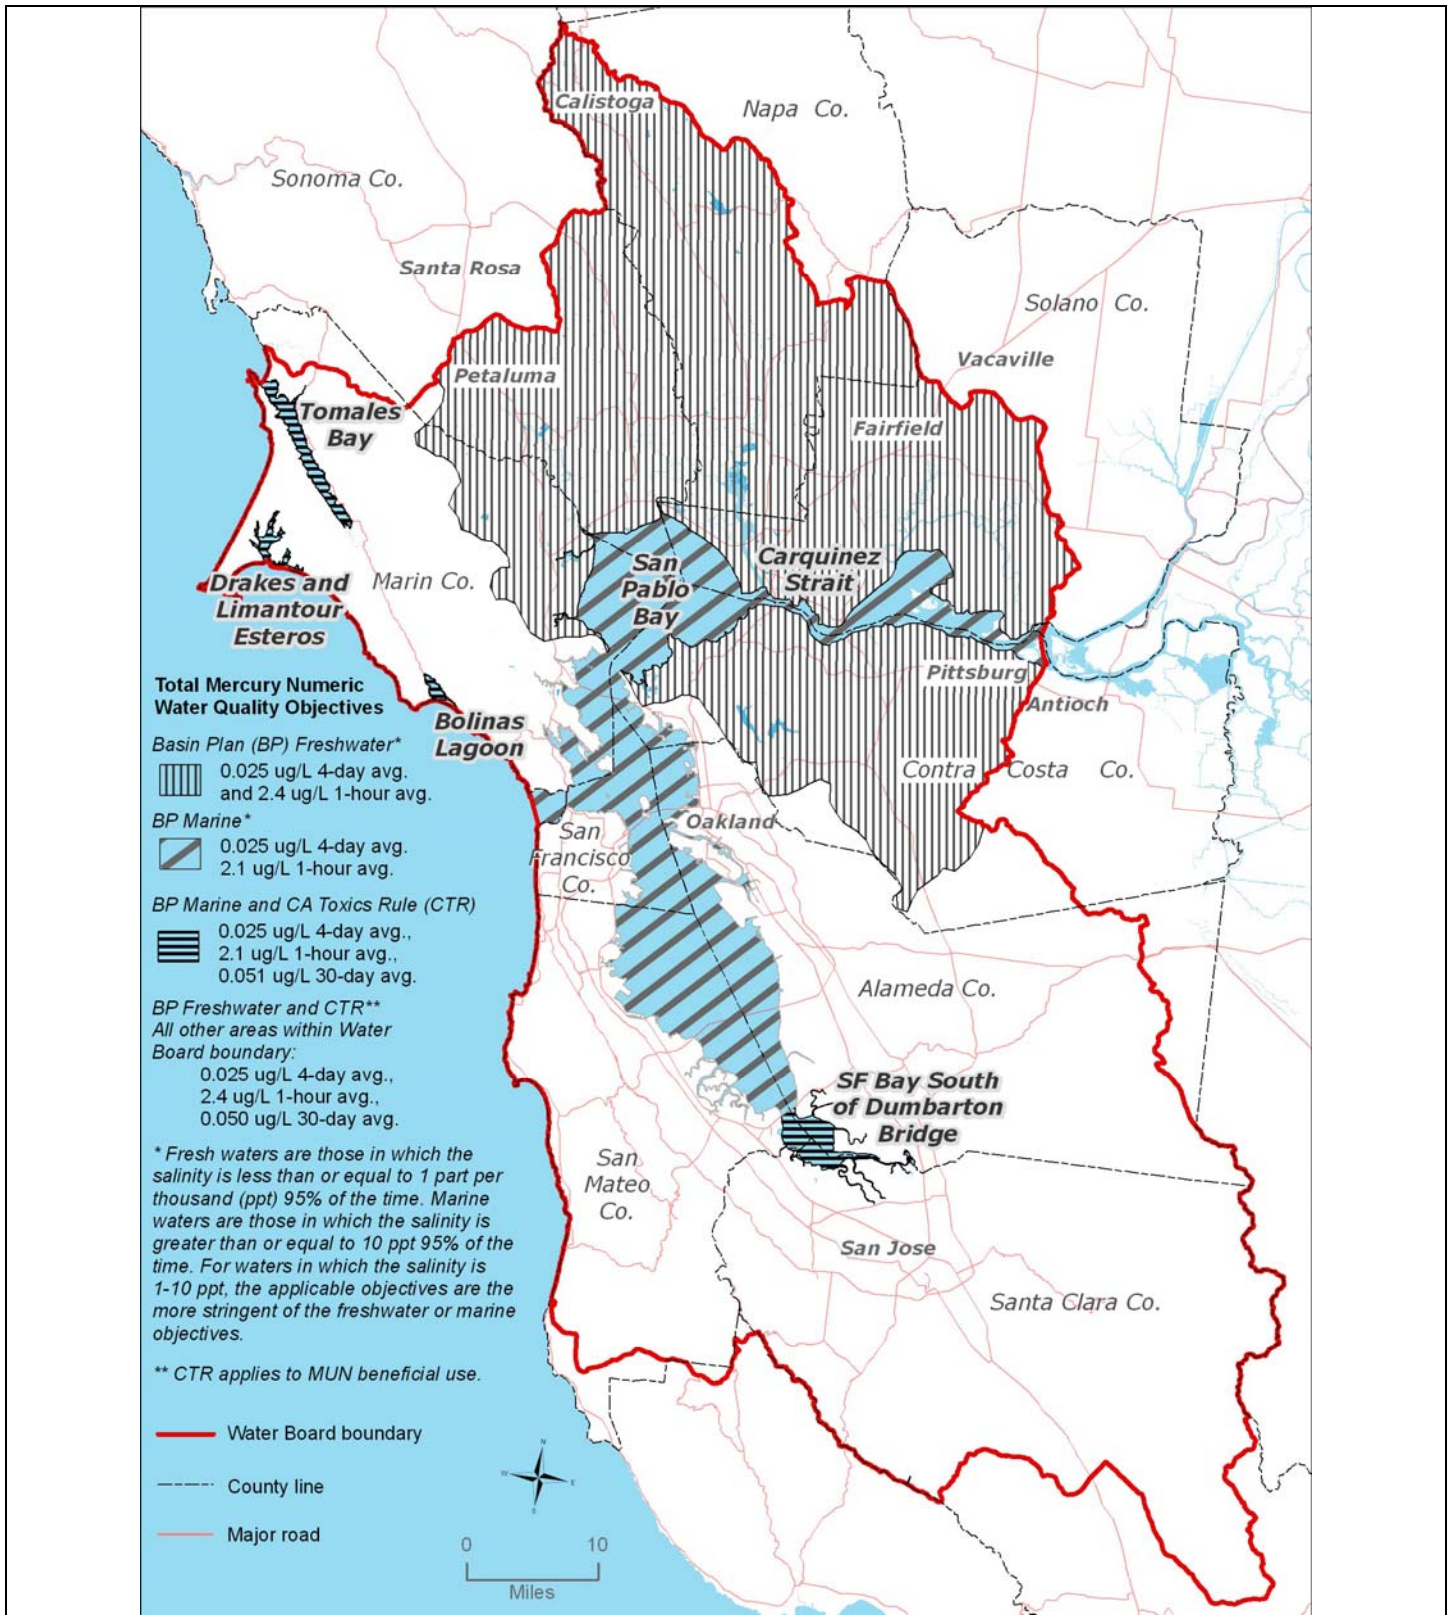 Calistoga
Napa Co.
Sonoma Co.
Santa Rosa
Solano Co.
Vacaville
Petaluma
Tomales
Bay
Fairfield
San
Pablo
Bay
Carquinez
Strait
Drakes and
Limantour
Esteros
Marin Co.
Pittsburg
Antioch
Bolinas
Lagoon
Contra Costa Co.
San
Francisco
Co.
Oakland
Alameda Co.
SF Bay South
of Dumbarton
Bridge
San
Mateo
Co.
San Jose
Santa Clara Co.
Total Mercury Numeric
Water Quality Objectives
Basin Plan (BP) Freshwater*
0.025 ug/L 4-day avg.
and 2.4 ug/L 1-hour avg.
BP Marine*
0.025 ug/L 4-day avg.
2.1 ug/L 1-hour avg.
BP Marine and CA Toxics Rule (CTR)
0.025 ug/L 4-day avg.,
2.1 ug/L 1-hour avg.,
0.051 ug/L 30-day avg.
BP Freshwater and CTR**
All other areas within Water
Board boundary:
0.025 ug/L 4-day avg.,
2.4 ug/L 1-hour avg.,
0.050 ug/L 30-day avg.
* Fresh waters are those in which the
salinity is less than or equal to 1 part per
thousand (ppt) 95% of the time. Marine
waters are those in which the salinity is
greater than or equal to 10 ppt 95% of the
time. For waters in which the salinity is
1-10 ppt, the applicable objectives are the
more stringent of the freshwater or marine
objectives.
** CTR applies to MUN beneficial use.
Water Board boundary
County line
Major road
N
W
E
S
0 10
Miles